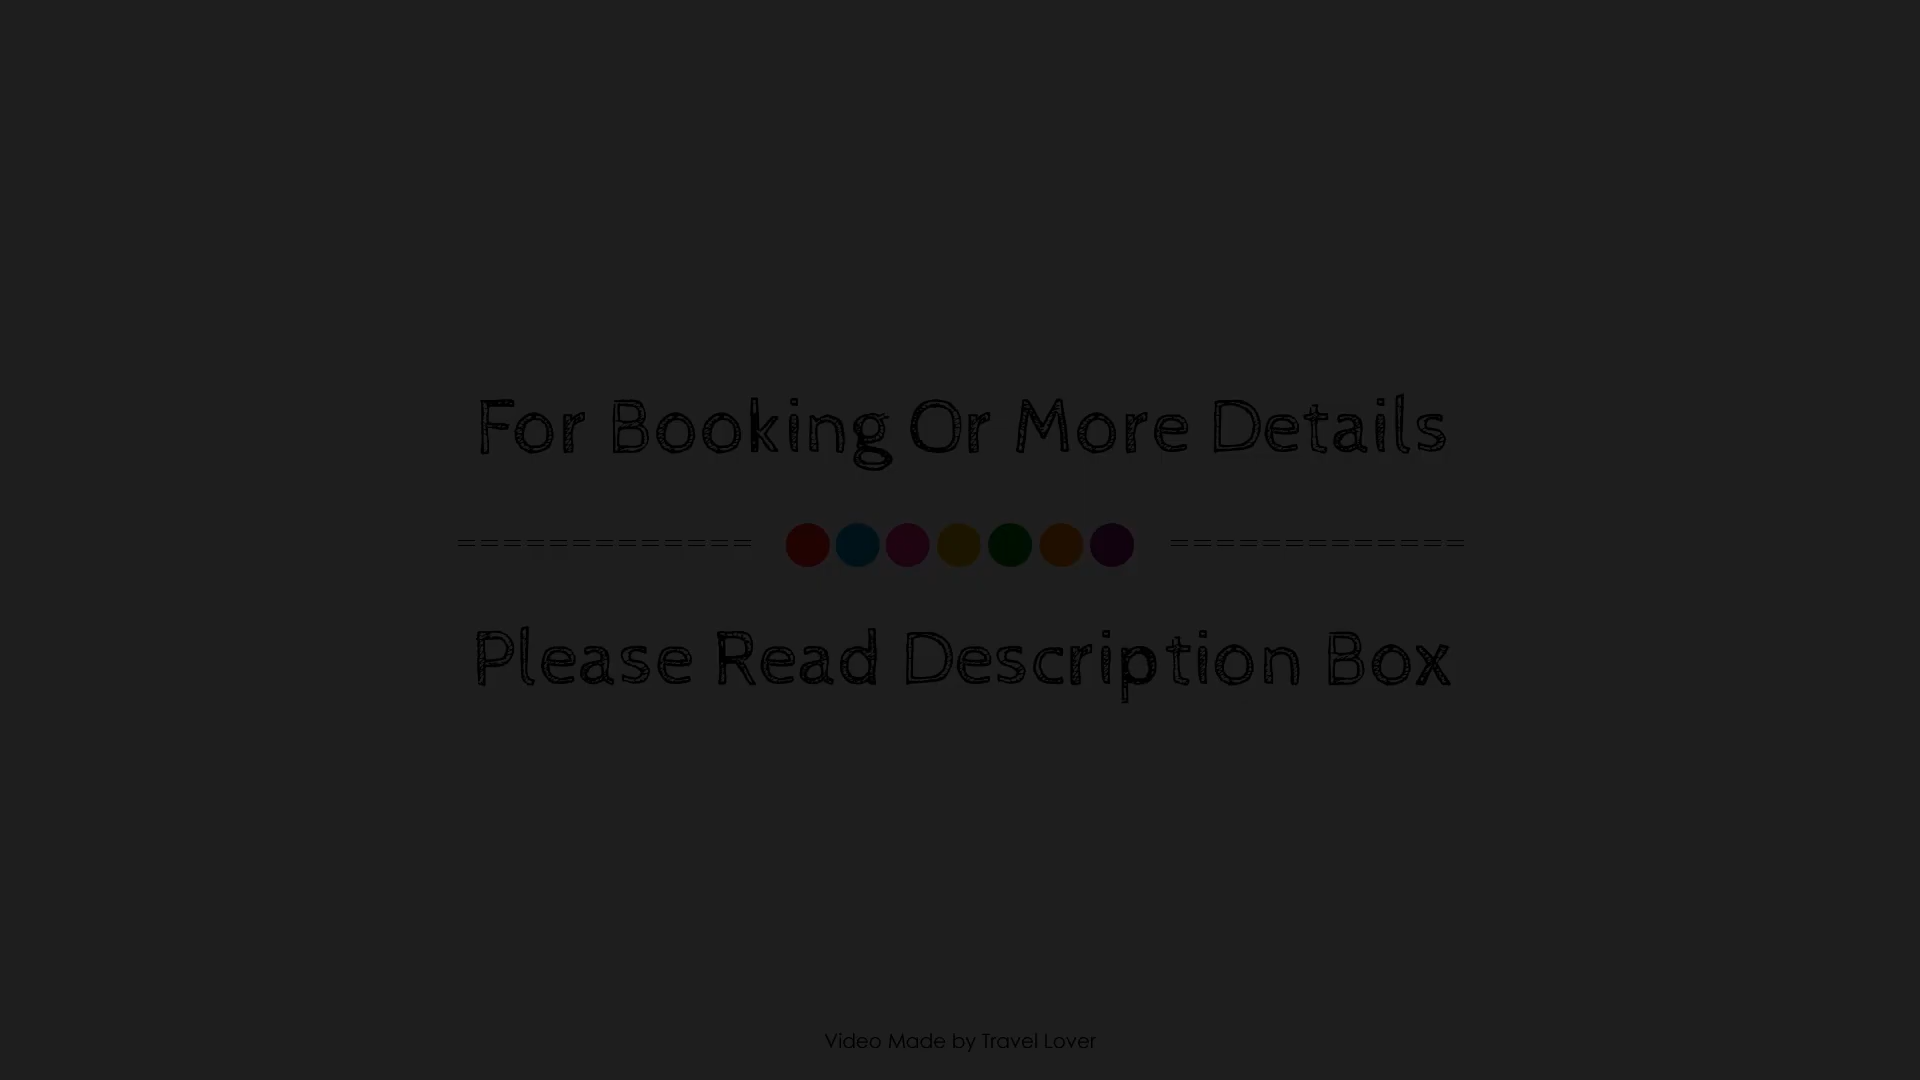 For Booking Or More Details
============= =============
Please Read Description Box
Video Made by Travel Lover